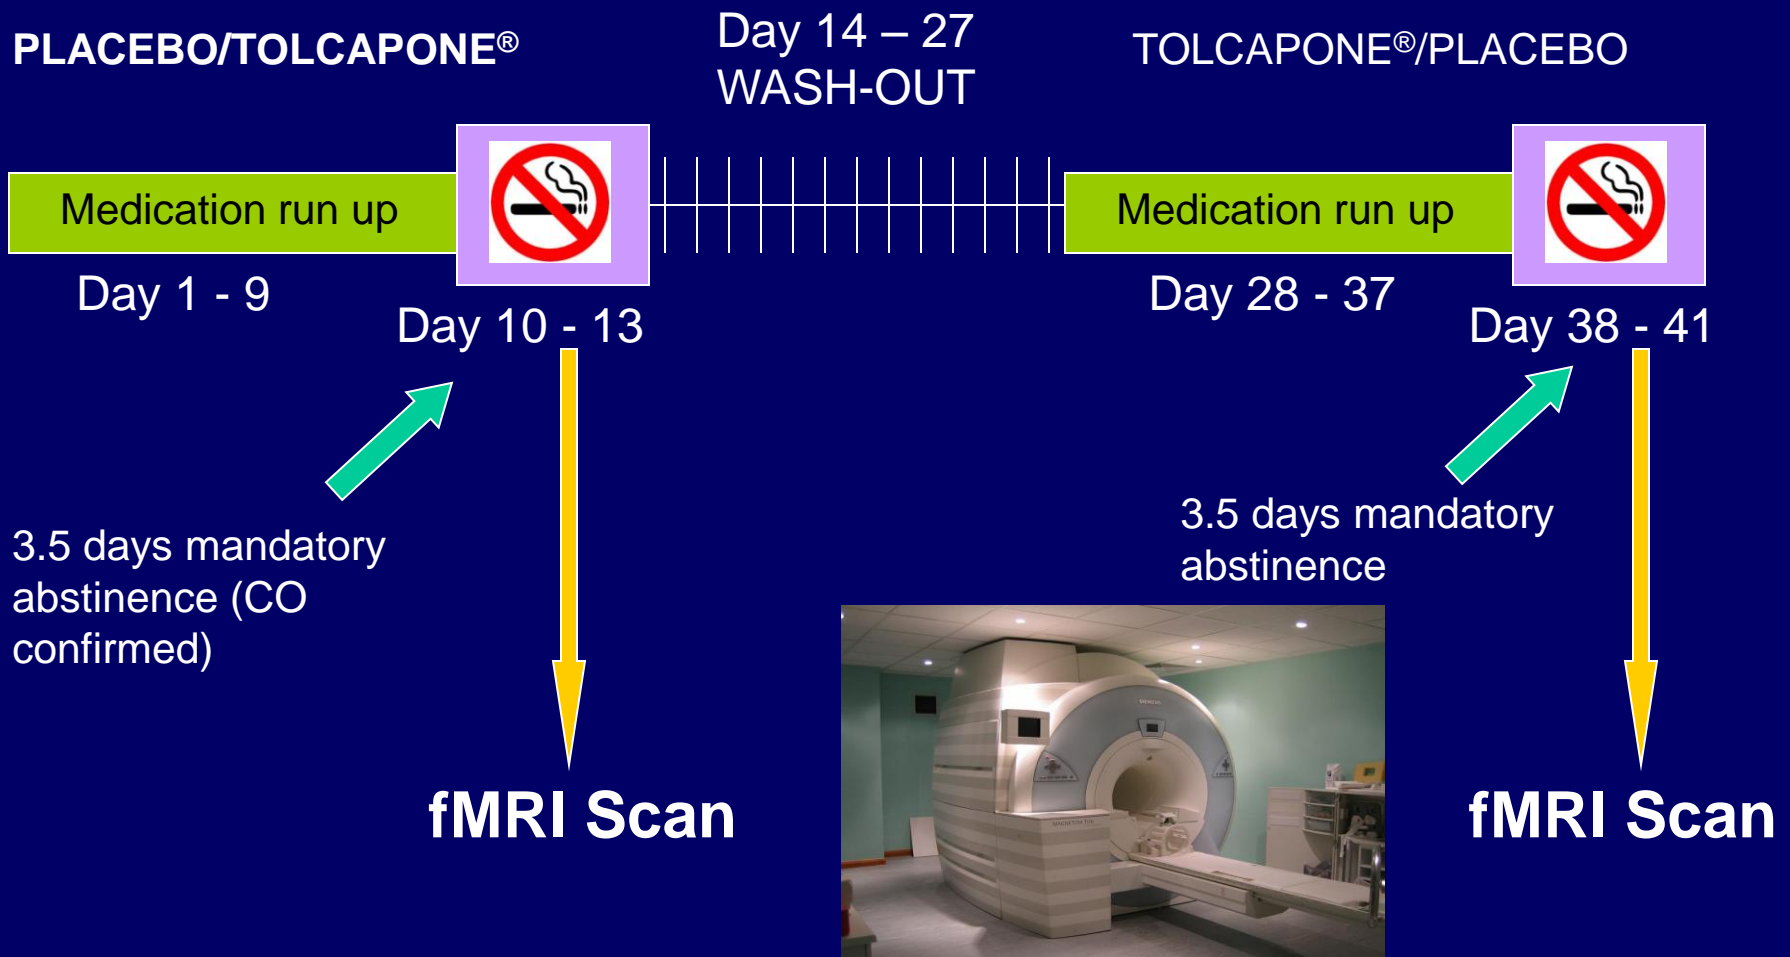 PLACEBO/TOLCAPONE®
Day 14 – 27
WASH-OUT
TOLCAPONE®/PLACEBO
Medication run up
Medication run up
Day 1 - 9
Day 10 - 13
Day 28 - 37
Day 38 - 41
3.5 days mandatory
abstinence (CO
confirmed)
3.5 days mandatory
abstinence
fMRI Scan
fMRI Scan
SIEMENS